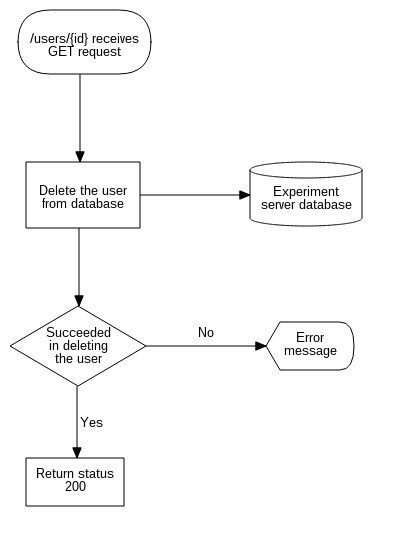 /users/{id} receives
GET request
Delete the user
from database
Experiment
server database
Succeeded
in deleting
the user
No
Error
message
Yes
Return status
200